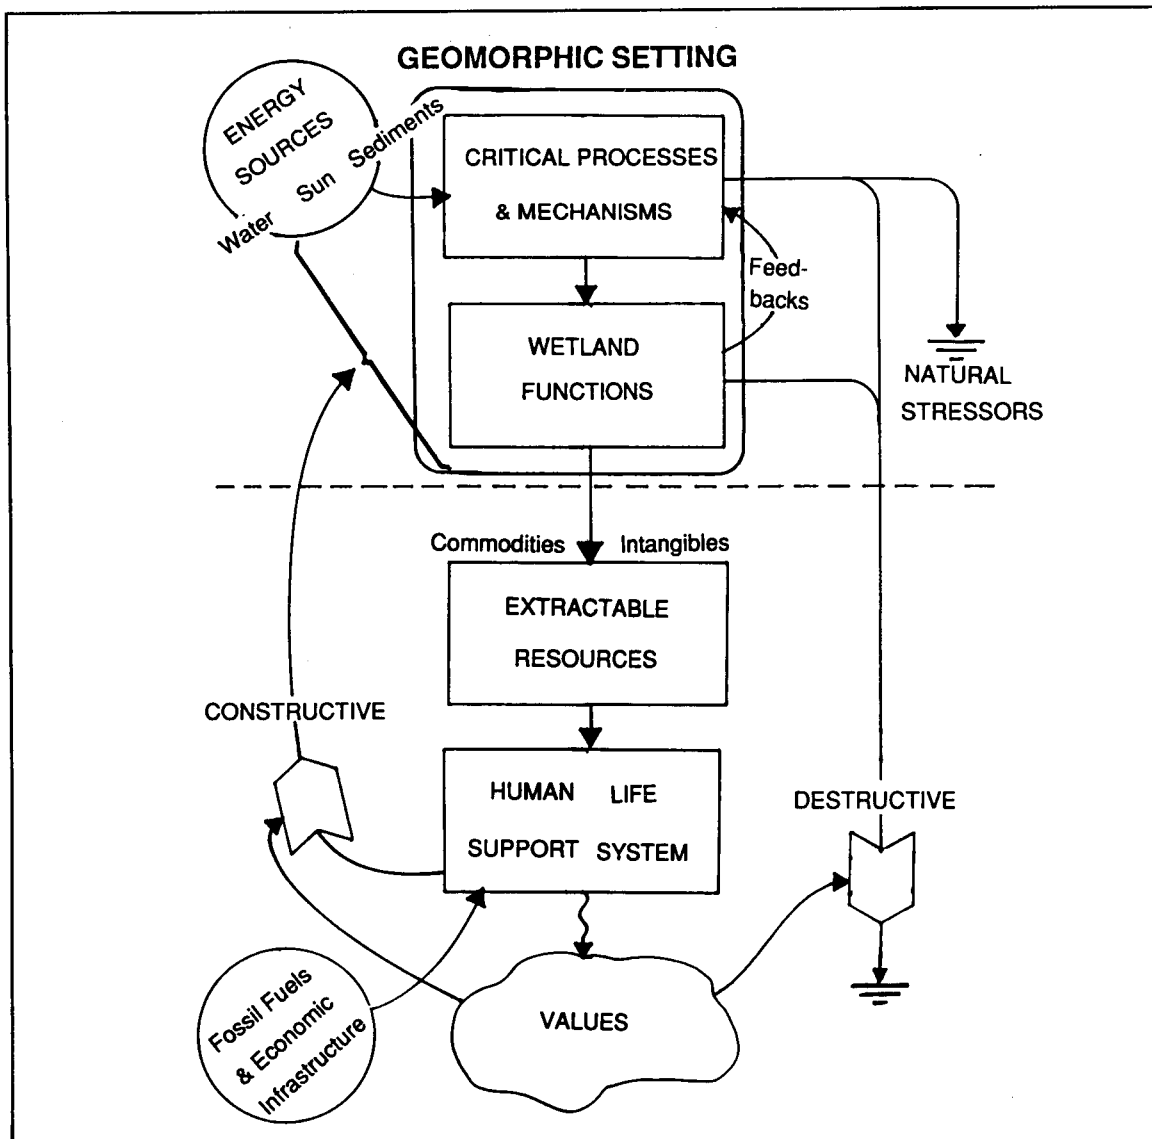 GEOMORPHIC SETTING
ENERGY
SOURCES
Water Sun Sediments
CRITICAL PROCESSES
& MECHANISMS
Feed-
backs
WETLAND
FUNCTIONS
NATURAL
STRESSORS
Commodities Intangibles
EXTRACTABLE
RESOURCES
CONSTRUCTIVE
HUMAN LIFE
SUPPORT SYSTEM
DESTRUCTIVE
Fossil Fuels
& Economic
Infrastructure
VALUES